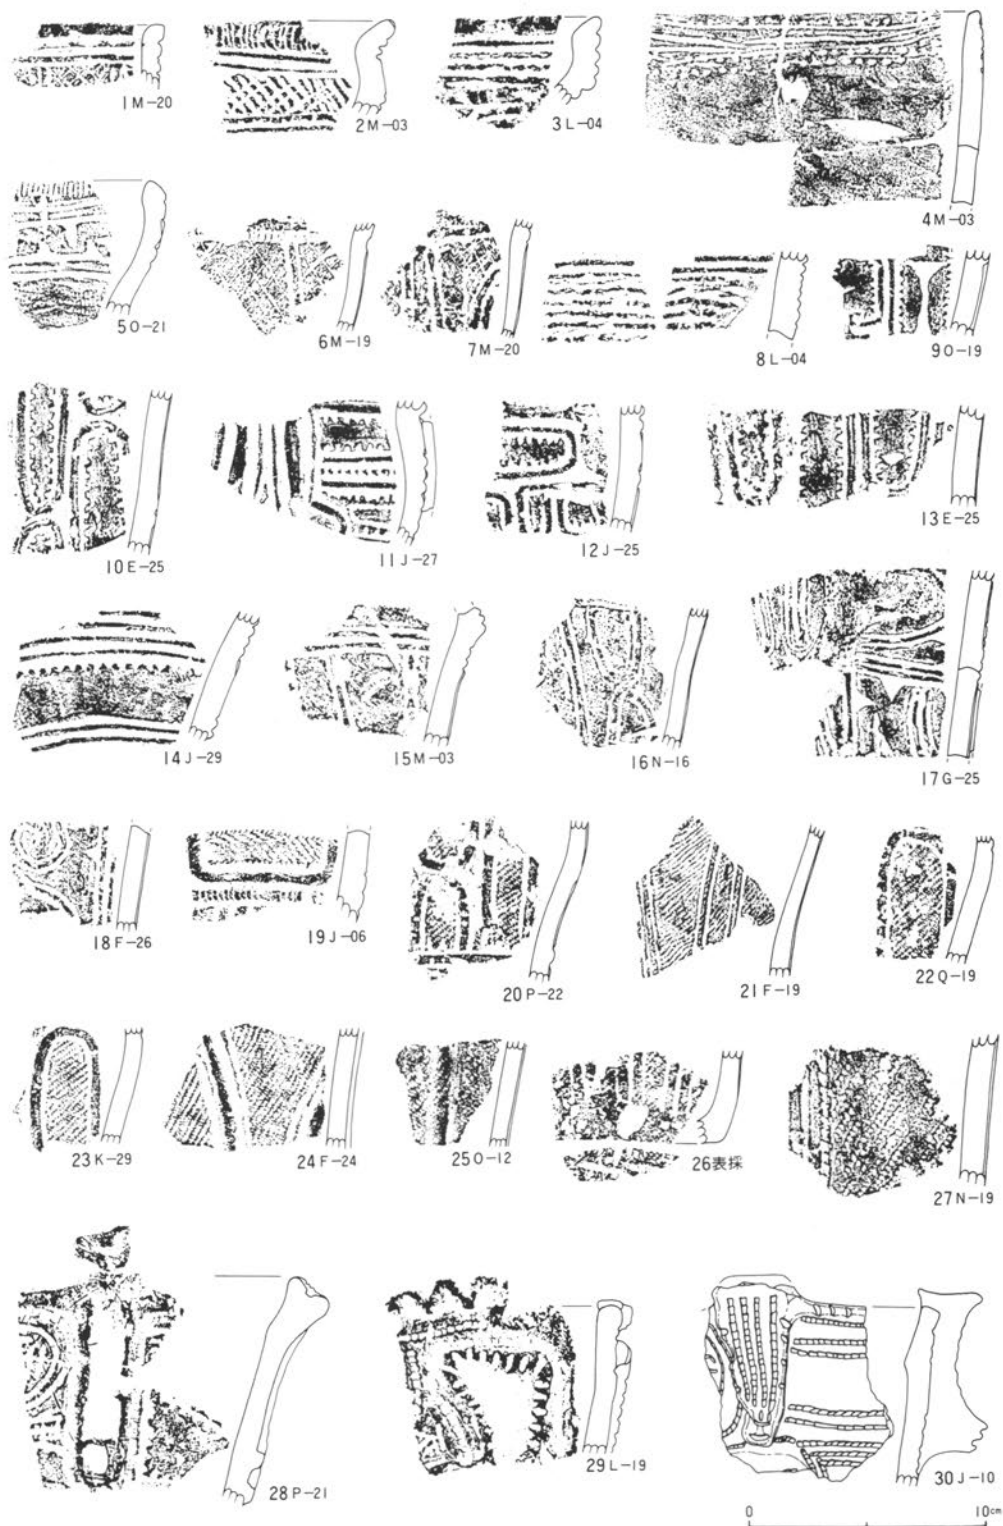 1 M-20
2 M-03
3 L-04
4 M-03
5 O-21
6 M-19
7 M-20
8 L-04
9 O-19
10 E-25
11 J-27
12 J-25
13 E-25
14 J-29
15 M-03
16 N-16
17 G-25
18 F-26
19 J-06
20 P-22
21 F-19
22 Q-19
23 K-29
24 F-24
25 O-12
26表採
27 N-19
28 P-21
29 L-19
30 J-10
0 10cm